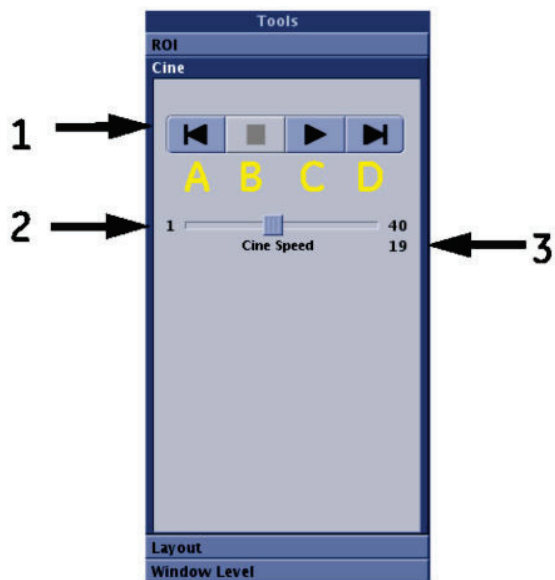 Tools
ROI
Cine
1
A B C D
2 1 40
Cine Speed 19 3
Layout
Window Level